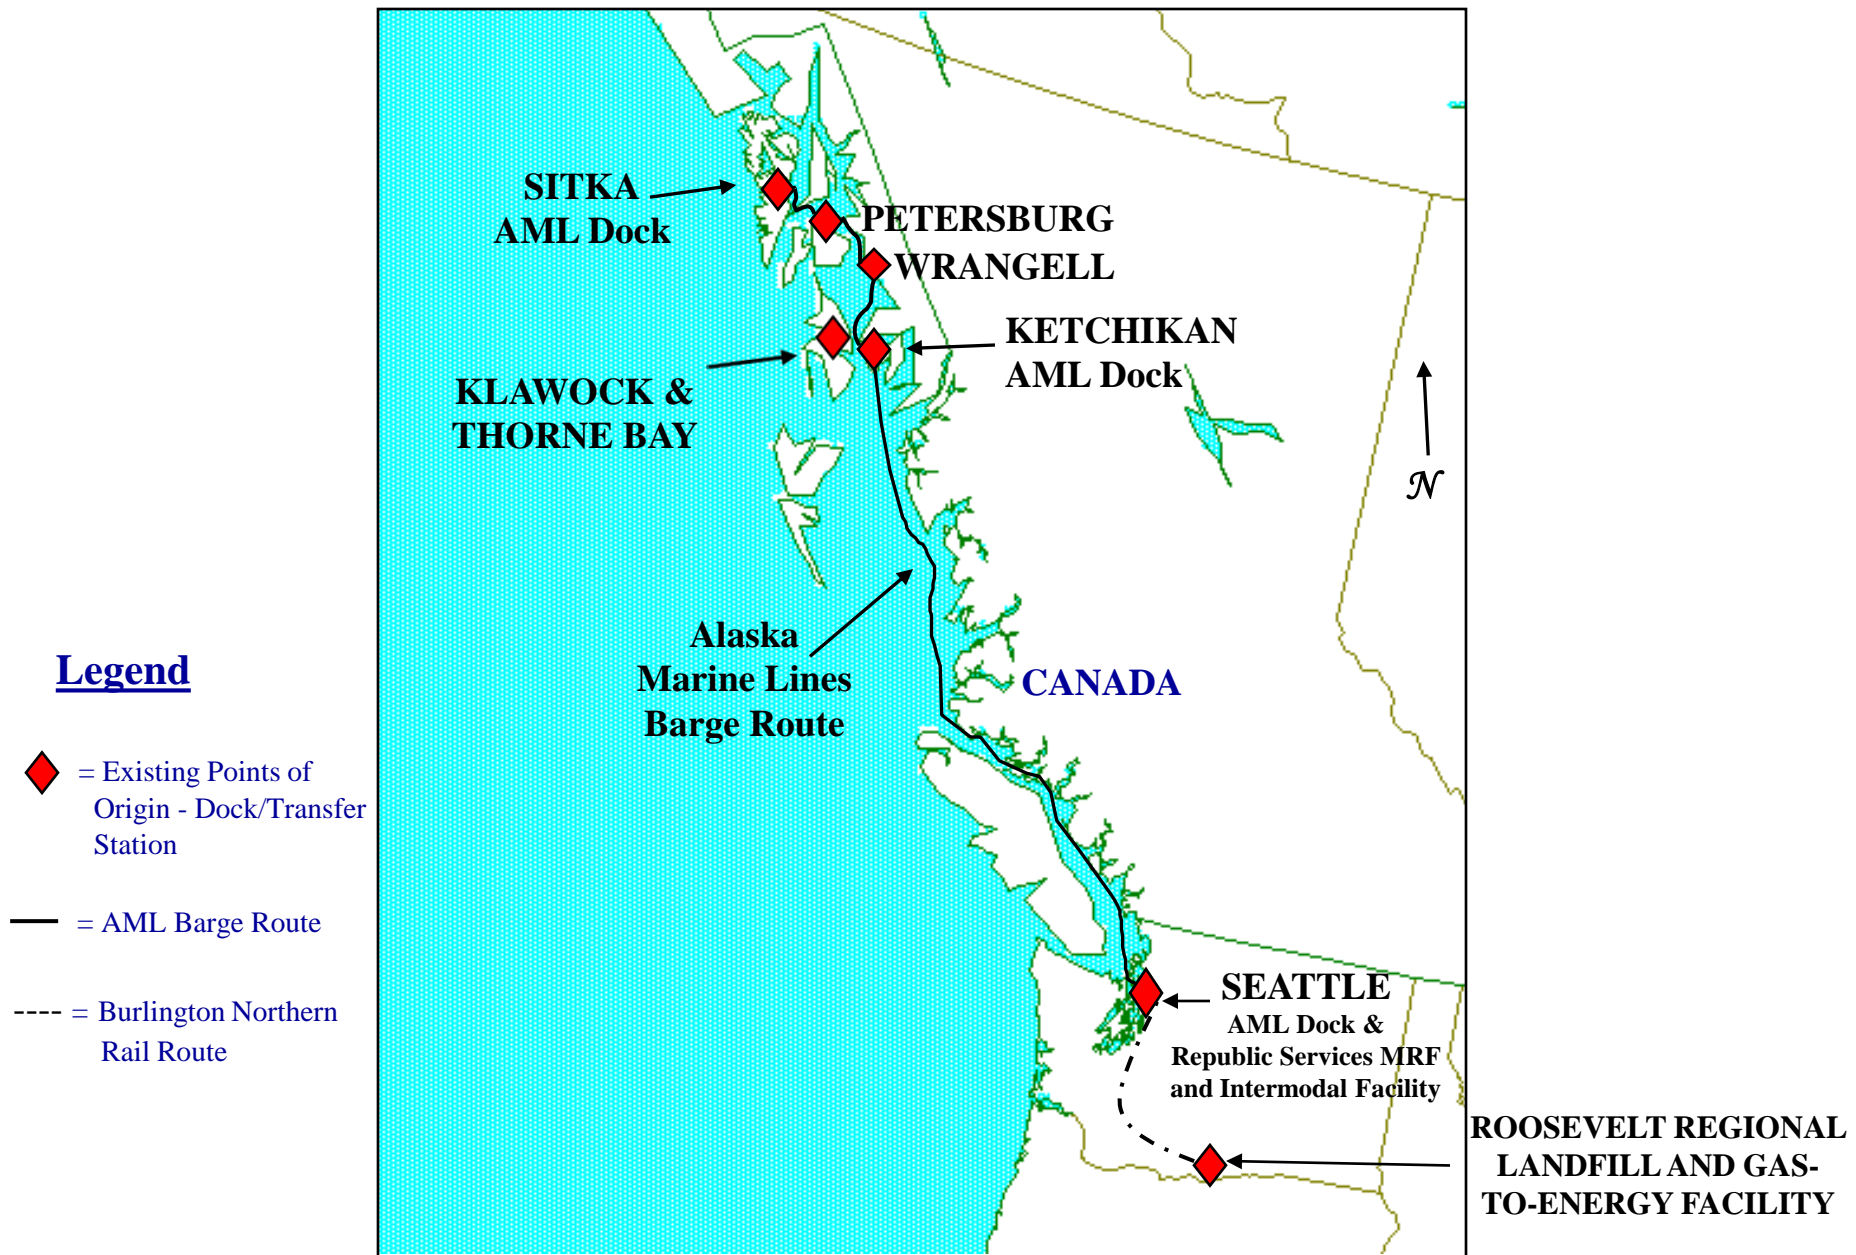 SITKA
AML Dock
PETERSBURG
WRANGELL
KETCHIKAN
AML Dock
KLAWOCK &
THORNE BAY
N
Alaska
Marine Lines
Barge Route
CANADA
Legend
= Existing Points of
Origin - Dock/Transfer
Station
= AML Barge Route
= Burlington Northern
Rail Route
SEATTLE
AML Dock &
Republic Services MRF
and Intermodal Facility
ROOSEVELT REGIONAL
LANDFILL AND GAS-
TO-ENERGY FACILITY